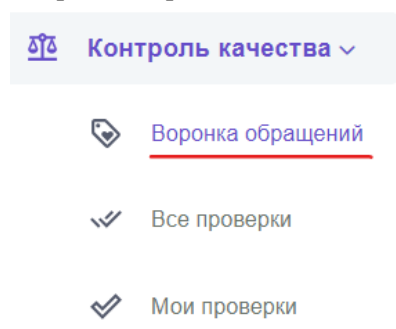 Контроль качества
Воронка обращений
Все проверки
Мои проверки